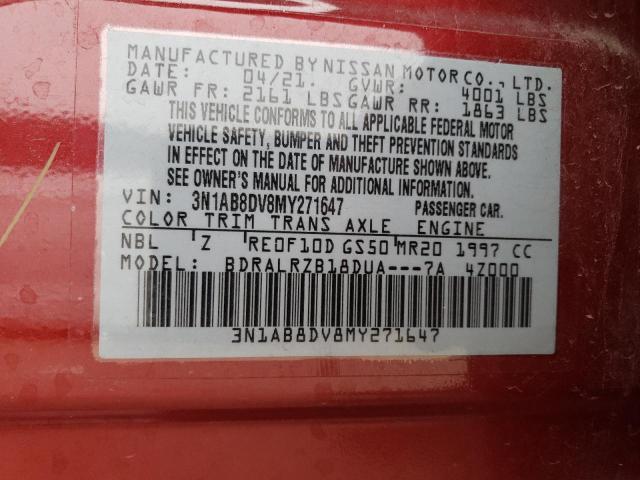 MANUFACTURED BY NISSAN MOTOR CO., LTD.
DATE: 04/21. GVWR: 4001 LBS
GAWR FR: 2161 LBS GAWR RR: 1863 LBS
THIS VEHICLE CONFORMS TO ALL APPLICABLE FEDERAL MOTOR
VEHICLE SAFETY, BUMPER AND THEFT PREVENTION STANDARDS
IN EFFECT ON THE DATE OF MANUFACTURE SHOWN ABOVE.
SEE OWNER'S MANUAL FOR ADDITIONAL INFORMATION.
VIN: 3N1AB8DV8MY271647 PASSENGER CAR.
COLOR TRIM TRANS AXLE ENGINE
NBL Z RE0F10D GS50 MR20 1997 CC
MODEL: BDRALRZB18DUA---7A 4Z000
3N1AB8DV8MY271647